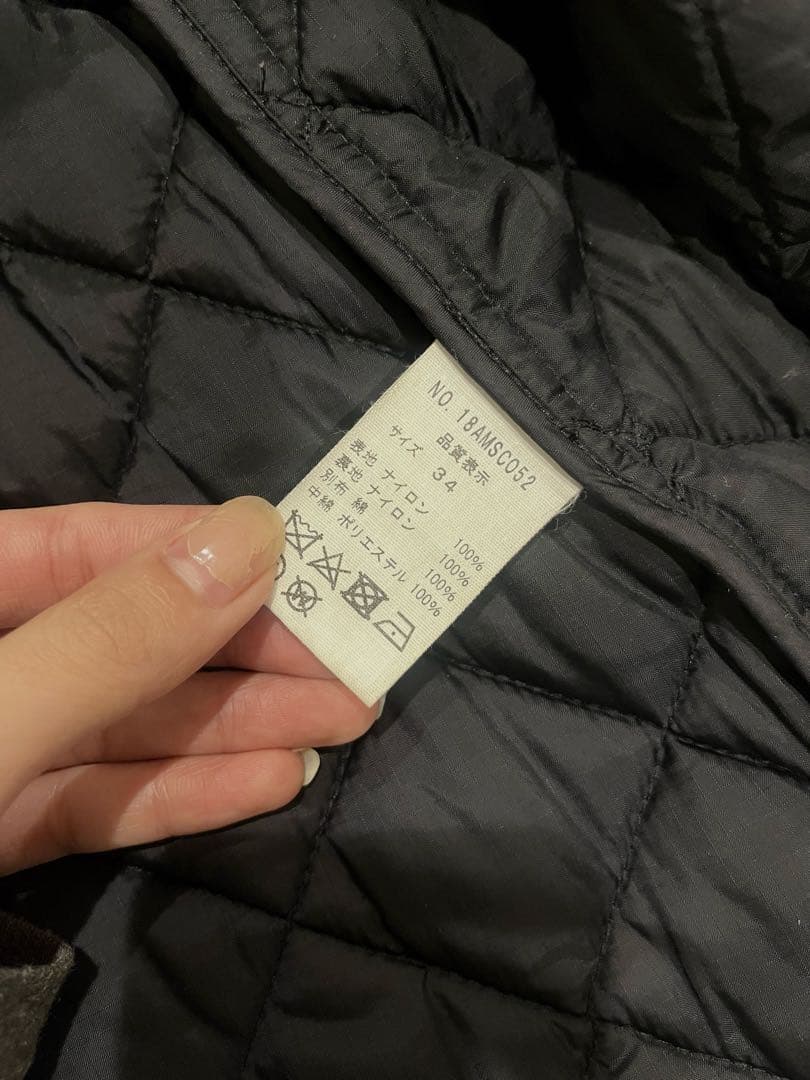 NO. 18AMSC052
品質表示
サイズ 34
表地 ナイロン 100%
裏地 ナイロン 100%
別布 綿 100%
中綿 ポリエステル 100%